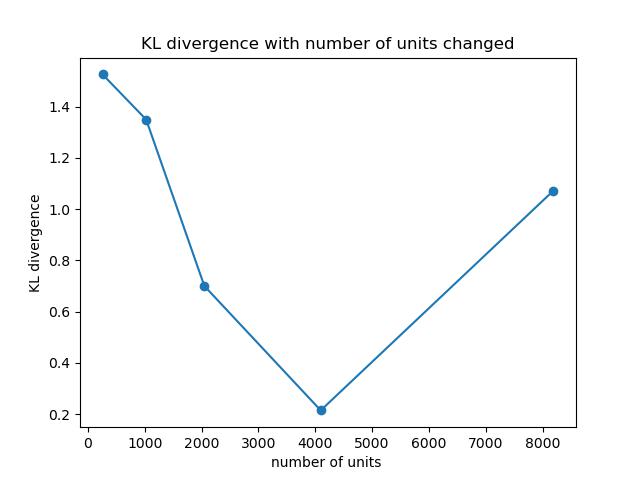 KL divergence with number of units changed
1.4
1.2
1.0
0.8
0.6
0.4
0.2
KL divergence
0 1000 2000 3000 4000 5000 6000 7000 8000
number of units